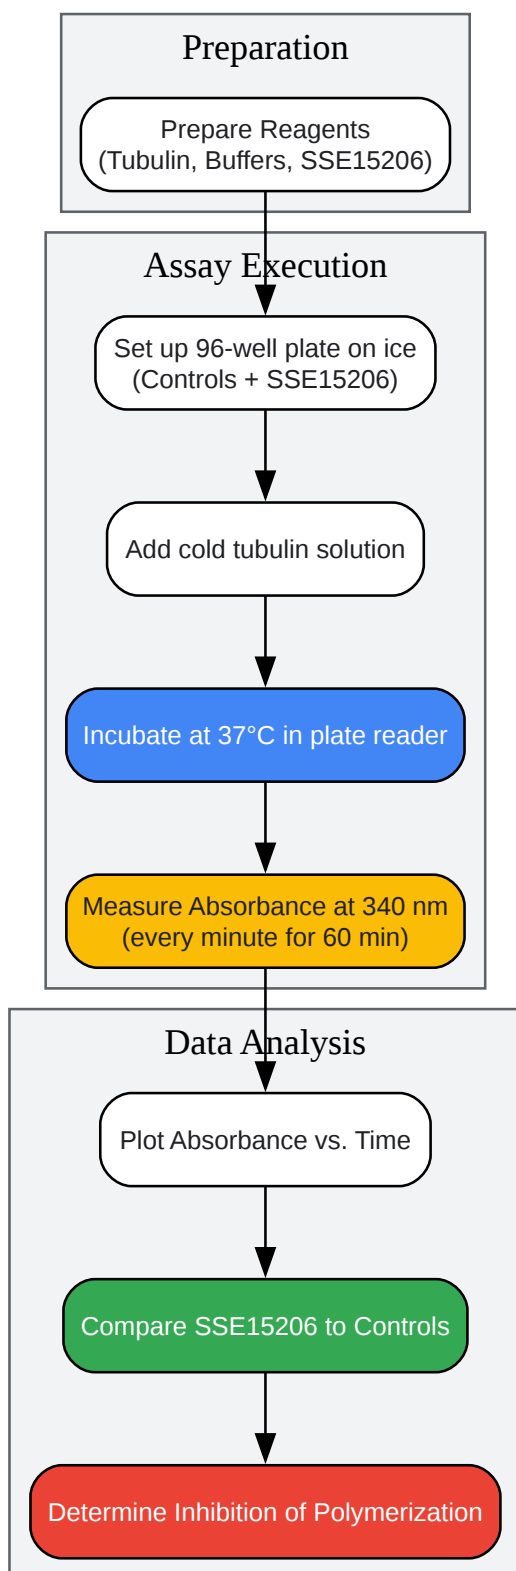 Preparation
Prepare Reagents
(Tubulin, Buffers, SSE15206)
Assay Execution
Set up 96-well plate on ice
(Controls + SSE15206)
Add cold tubulin solution
Incubate at 37°C in plate reader
Measure Absorbance at 340 nm
(every minute for 60 min)
Data Analysis
Plot Absorbance vs. Time
Compare SSE15206 to Controls
Determine Inhibition of Polymerization